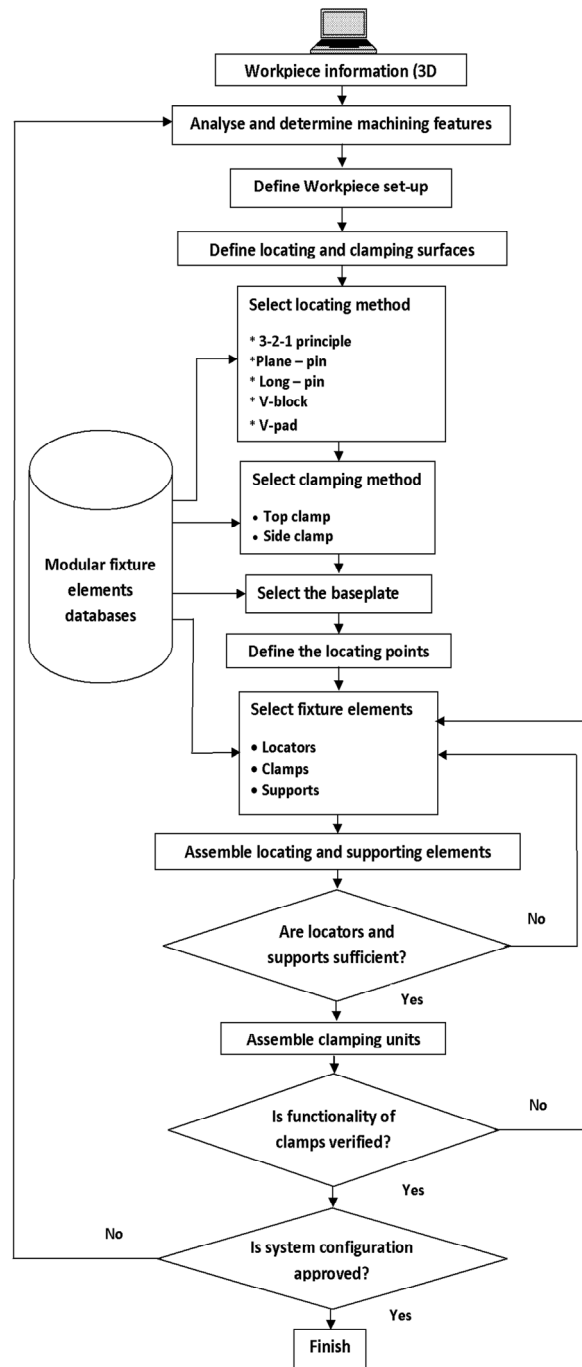 Workpiece information (3D
Analyse and determine machining features
Define Workpiece set-up
Define locating and clamping surfaces
Select locating method
* 3-2-1 principle
*Plane – pin
* Long – pin
* V-block
* V-pad
Select clamping method
• Top clamp
• Side clamp
Modular fixture
elements
databases
Select the baseplate
Define the locating points
Select fixture elements
• Locators
• Clamps
• Supports
Assemble locating and supporting elements
Are locators and
supports sufficient?
No
Yes
Assemble clamping units
Is functionality of
clamps verified?
No
Yes
Is system configuration
approved?
No
Yes
Finish